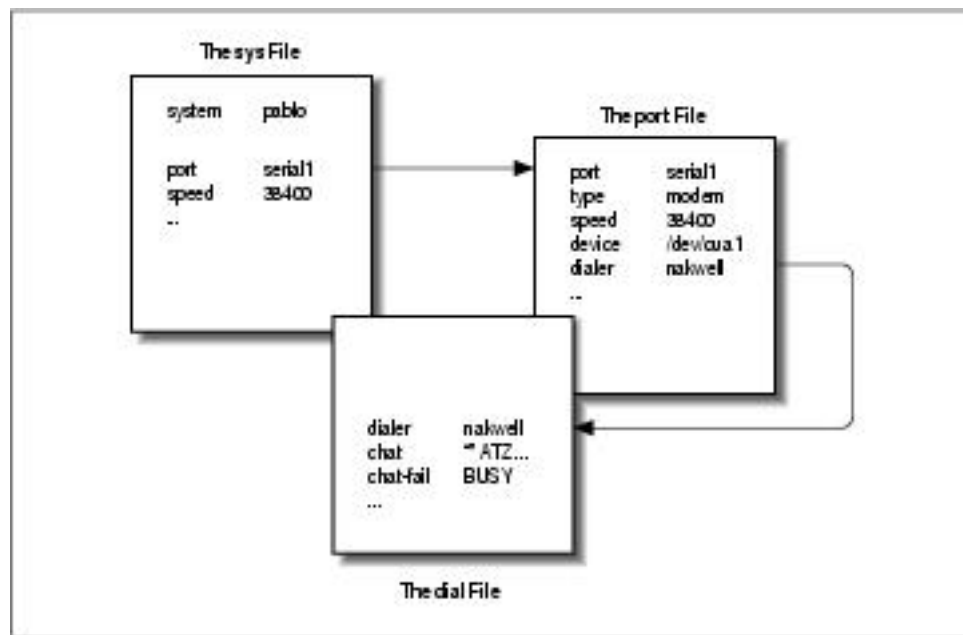 The sys File
system pablo
port serial1
speed 38400
...
The port File
port serial1
type modem
speed 38400
device /dev/cua1
dialer nakwell
...
dialer nakwell
chat "" ATZ...
chat-fail BUSY
...
The dial File